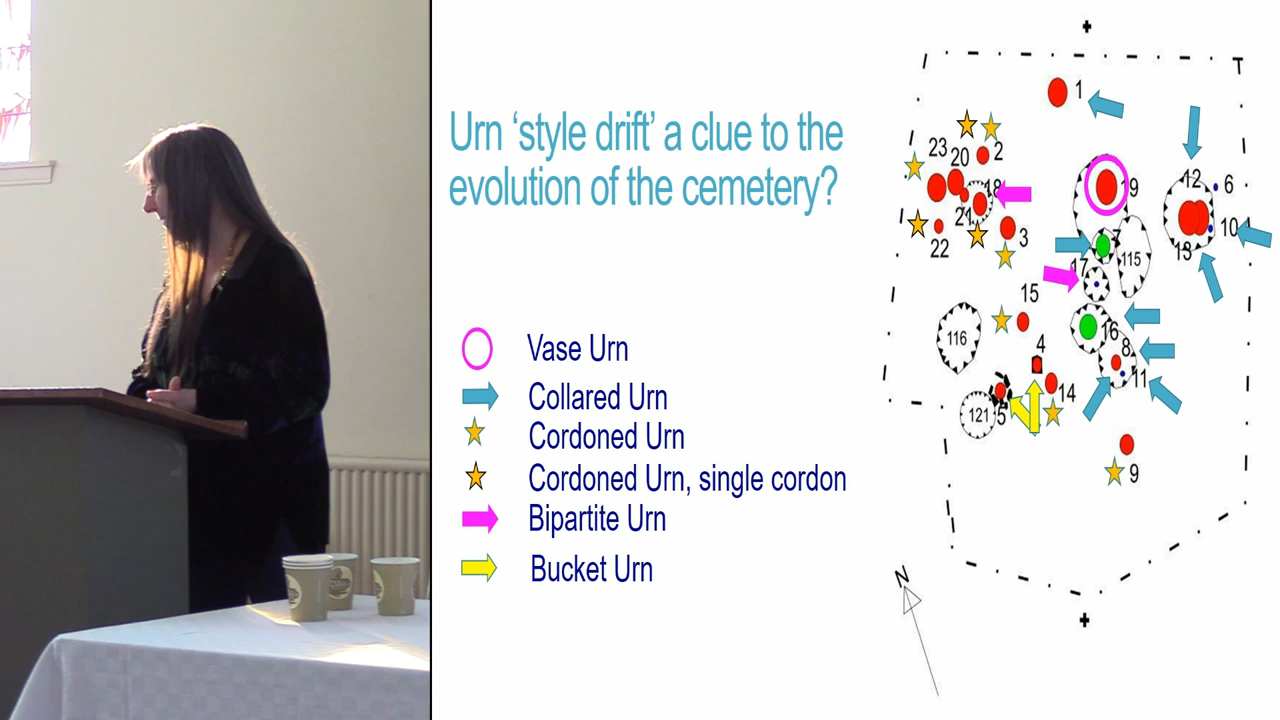 Urn ‘style drift’ a clue to the
evolution of the cemetery?
Vase Urn
Collared Urn
Cordoned Urn
Cordoned Urn, single cordon
Bipartite Urn
Bucket Urn
1
2
23
20
18
21
22
3
19
12
6
10
13
7
115
17
15
116
16
4
8
11
14
121
5
9
N